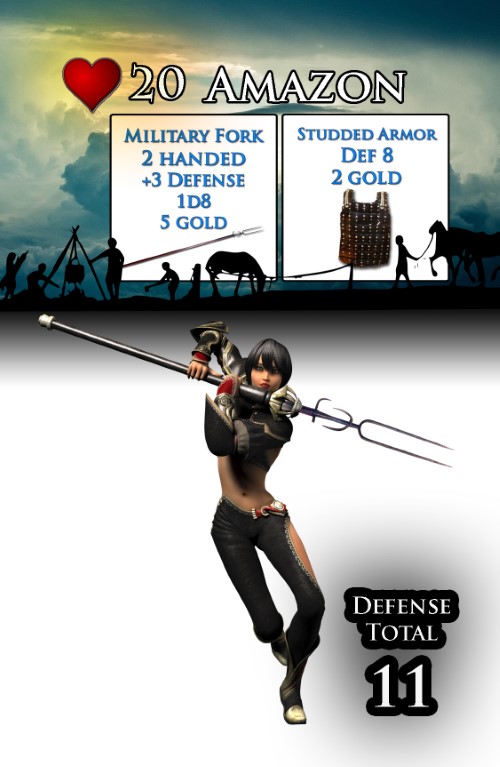 20 Amazon
Military Fork
2 handed
+3 Defense
1d8
5 gold
Studded Armor
Def 8
2 gold
Defense
Total
11